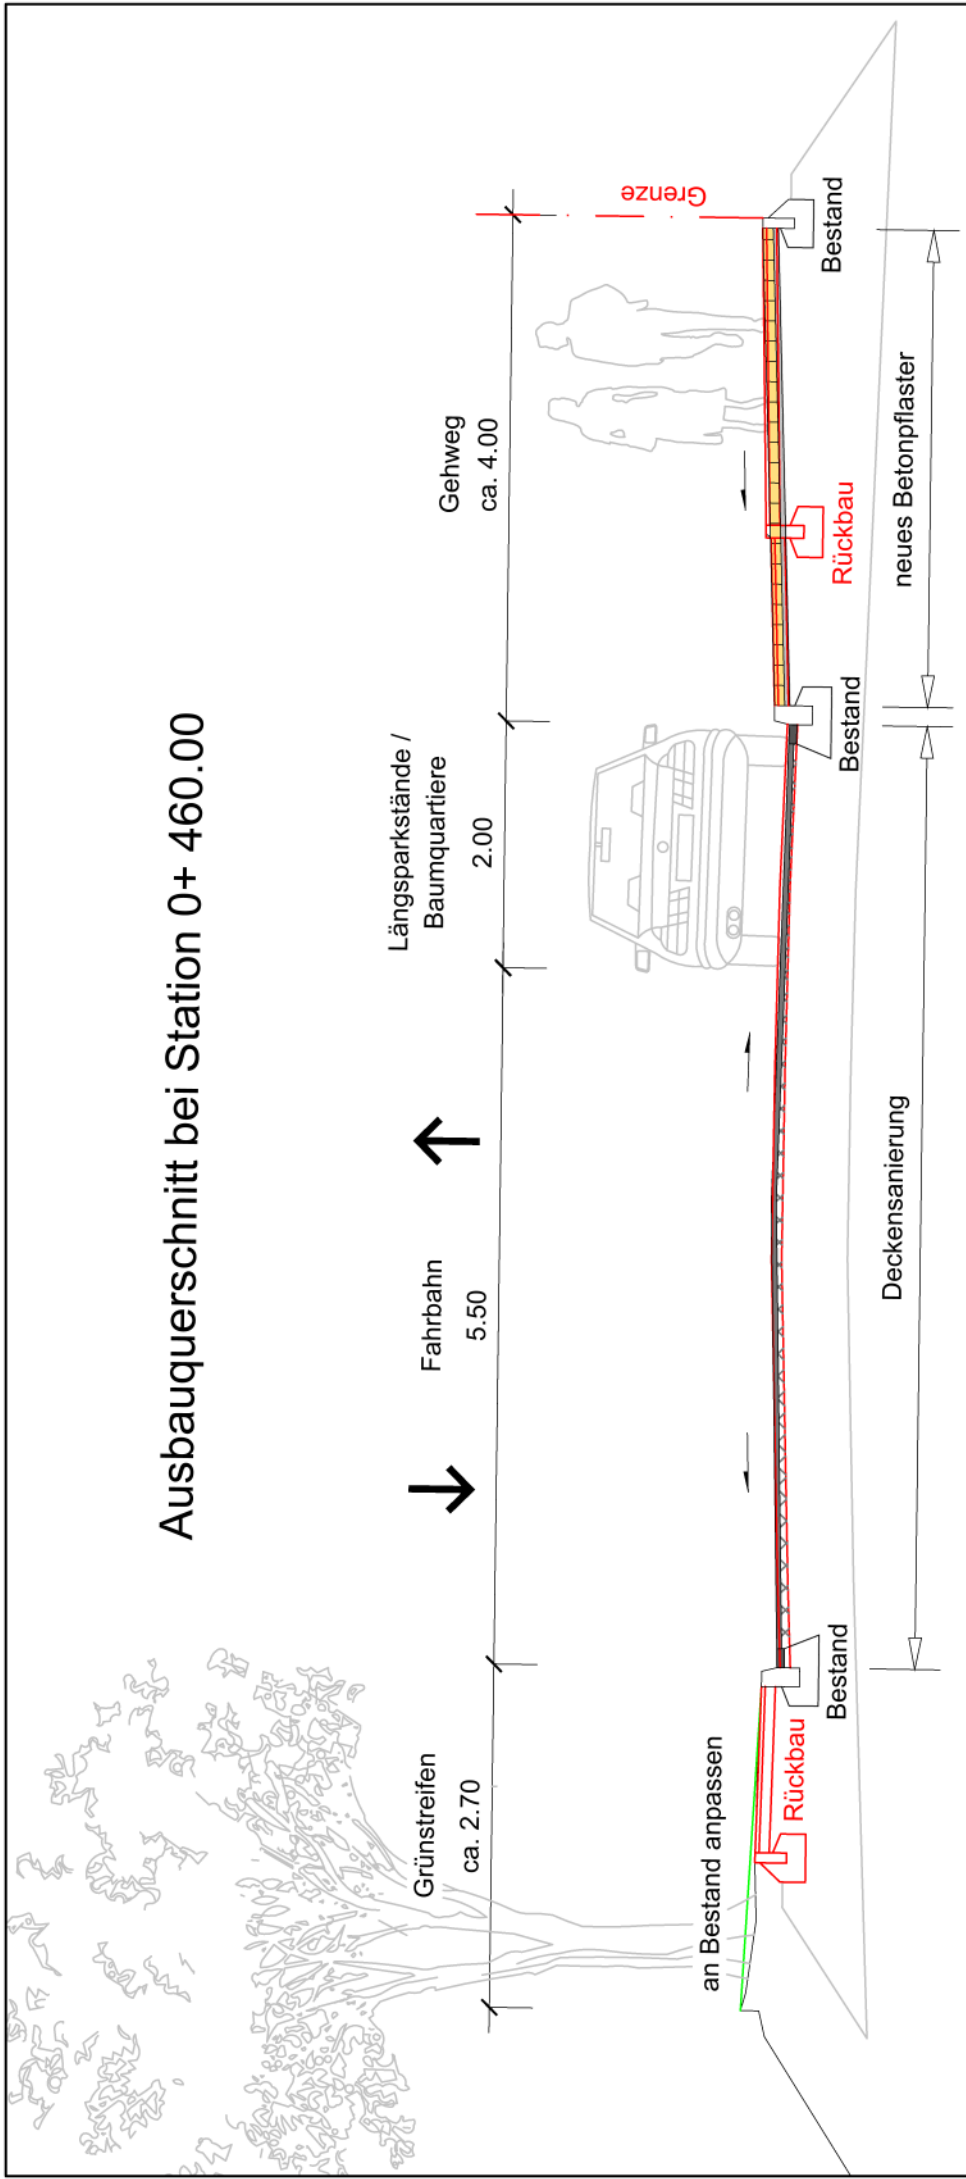 Ausbauquerschnitt bei Station 0+ 460.00
Grünstreifen
ca. 2.70
Fahrbahn
5.50
Längsparkstände /
Baumquartiere
2.00
Gehweg
ca. 4.00
Grenze
an Bestand anpassen
Rückbau
Bestand
Bestand
Rückbau
Bestand
Deckensanierung
neues Betonpflaster